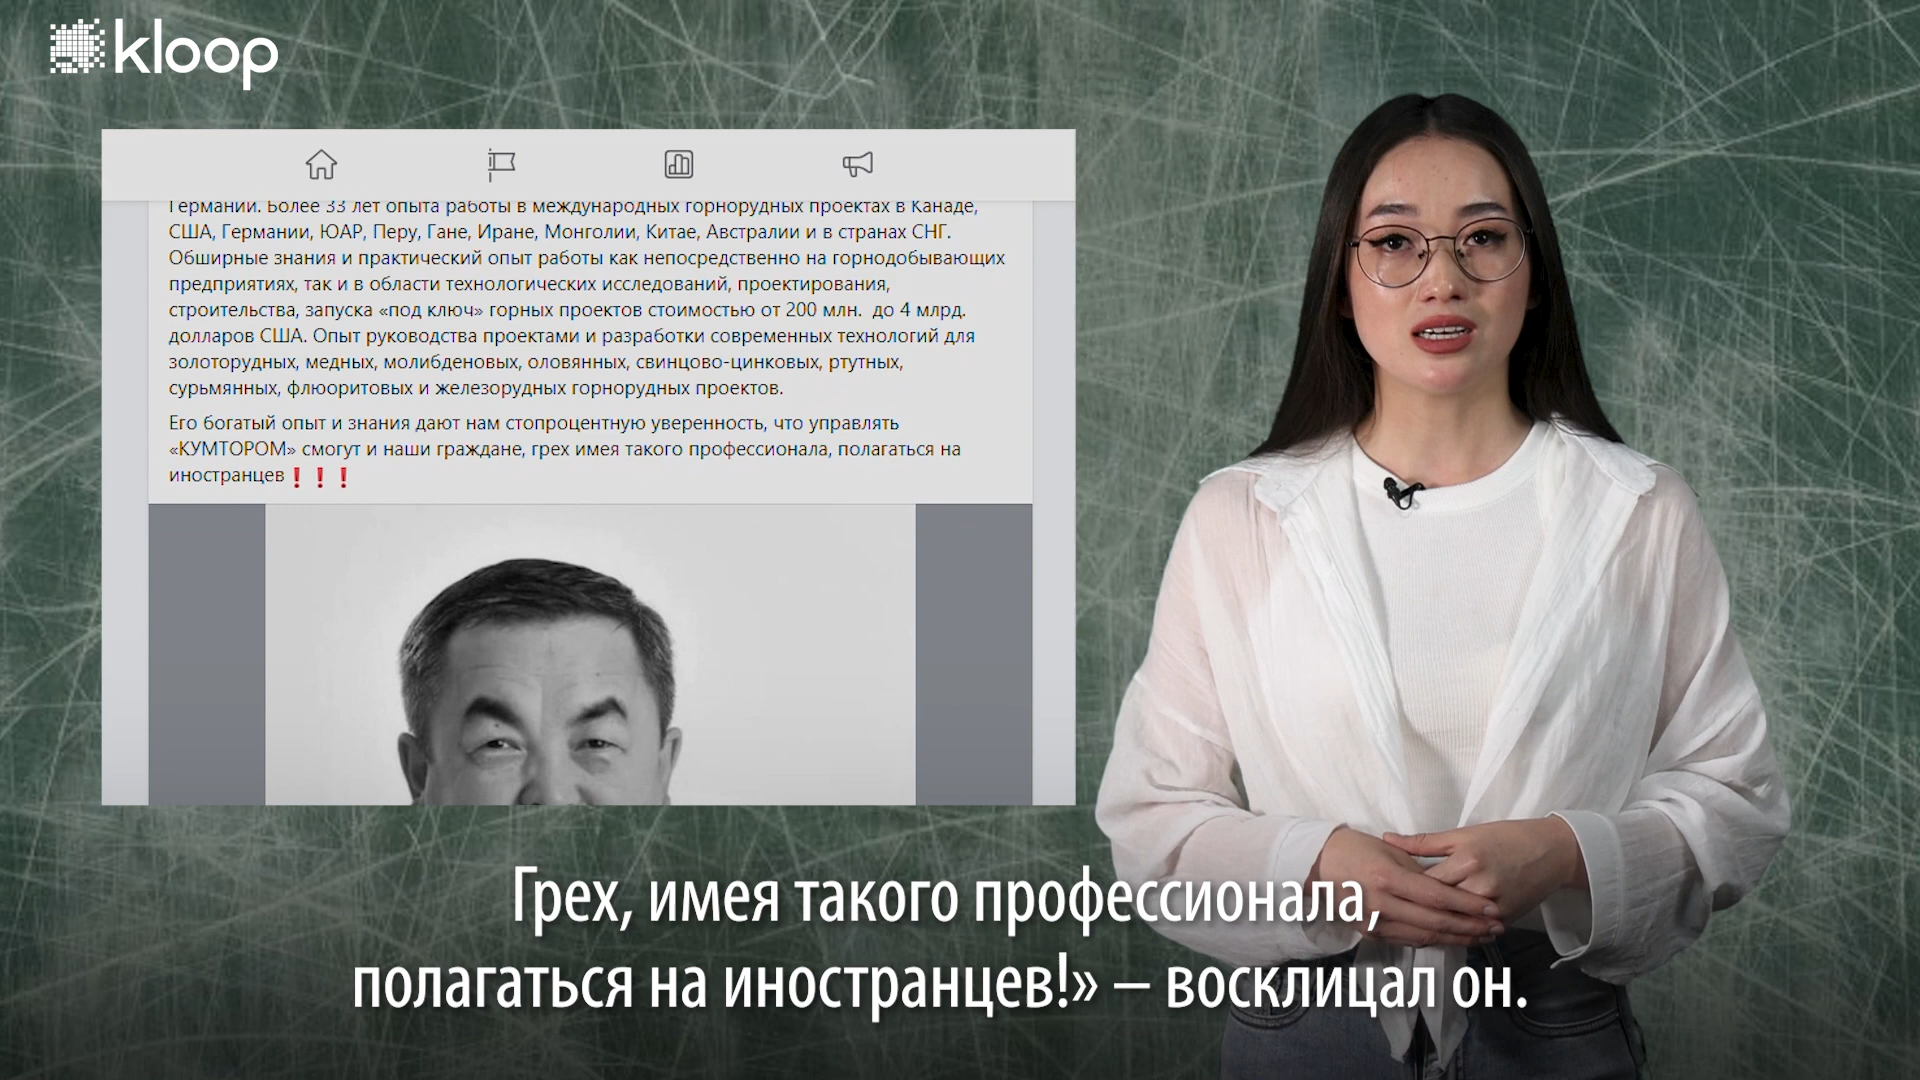 kloop
Германии. Более 33 лет опыта работы в международных горнорудных проектах в Канаде,
США, Германии, ЮАР, Перу, Гане, Иране, Монголии, Китае, Австралии и в странах СНГ.
Обширные знания и практический опыт работы как непосредственно на горнодобывающих
предприятиях, так и в области технологических исследований, проектирования,
строительства, запуска «под ключ» горных проектов стоимостью от 200 млн. до 4 млрд.
долларов США. Опыт руководства проектами и разработки современных технологий для
золоторудных, медных, молибденовых, оловянных, свинцово-цинковых, ртутных,
сурьмянных, флюоритовых и железорудных горнорудных проектов.
Его богатый опыт и знания дают нам стопроцентную уверенность, что управлять
«КУМТОРОМ» смогут и наши граждане, грех имея такого профессионала, полагаться на
иностранцев❗❗❗
Грех, имея такого профессионала,
полагаться на иностранцев!» – восклицал он.